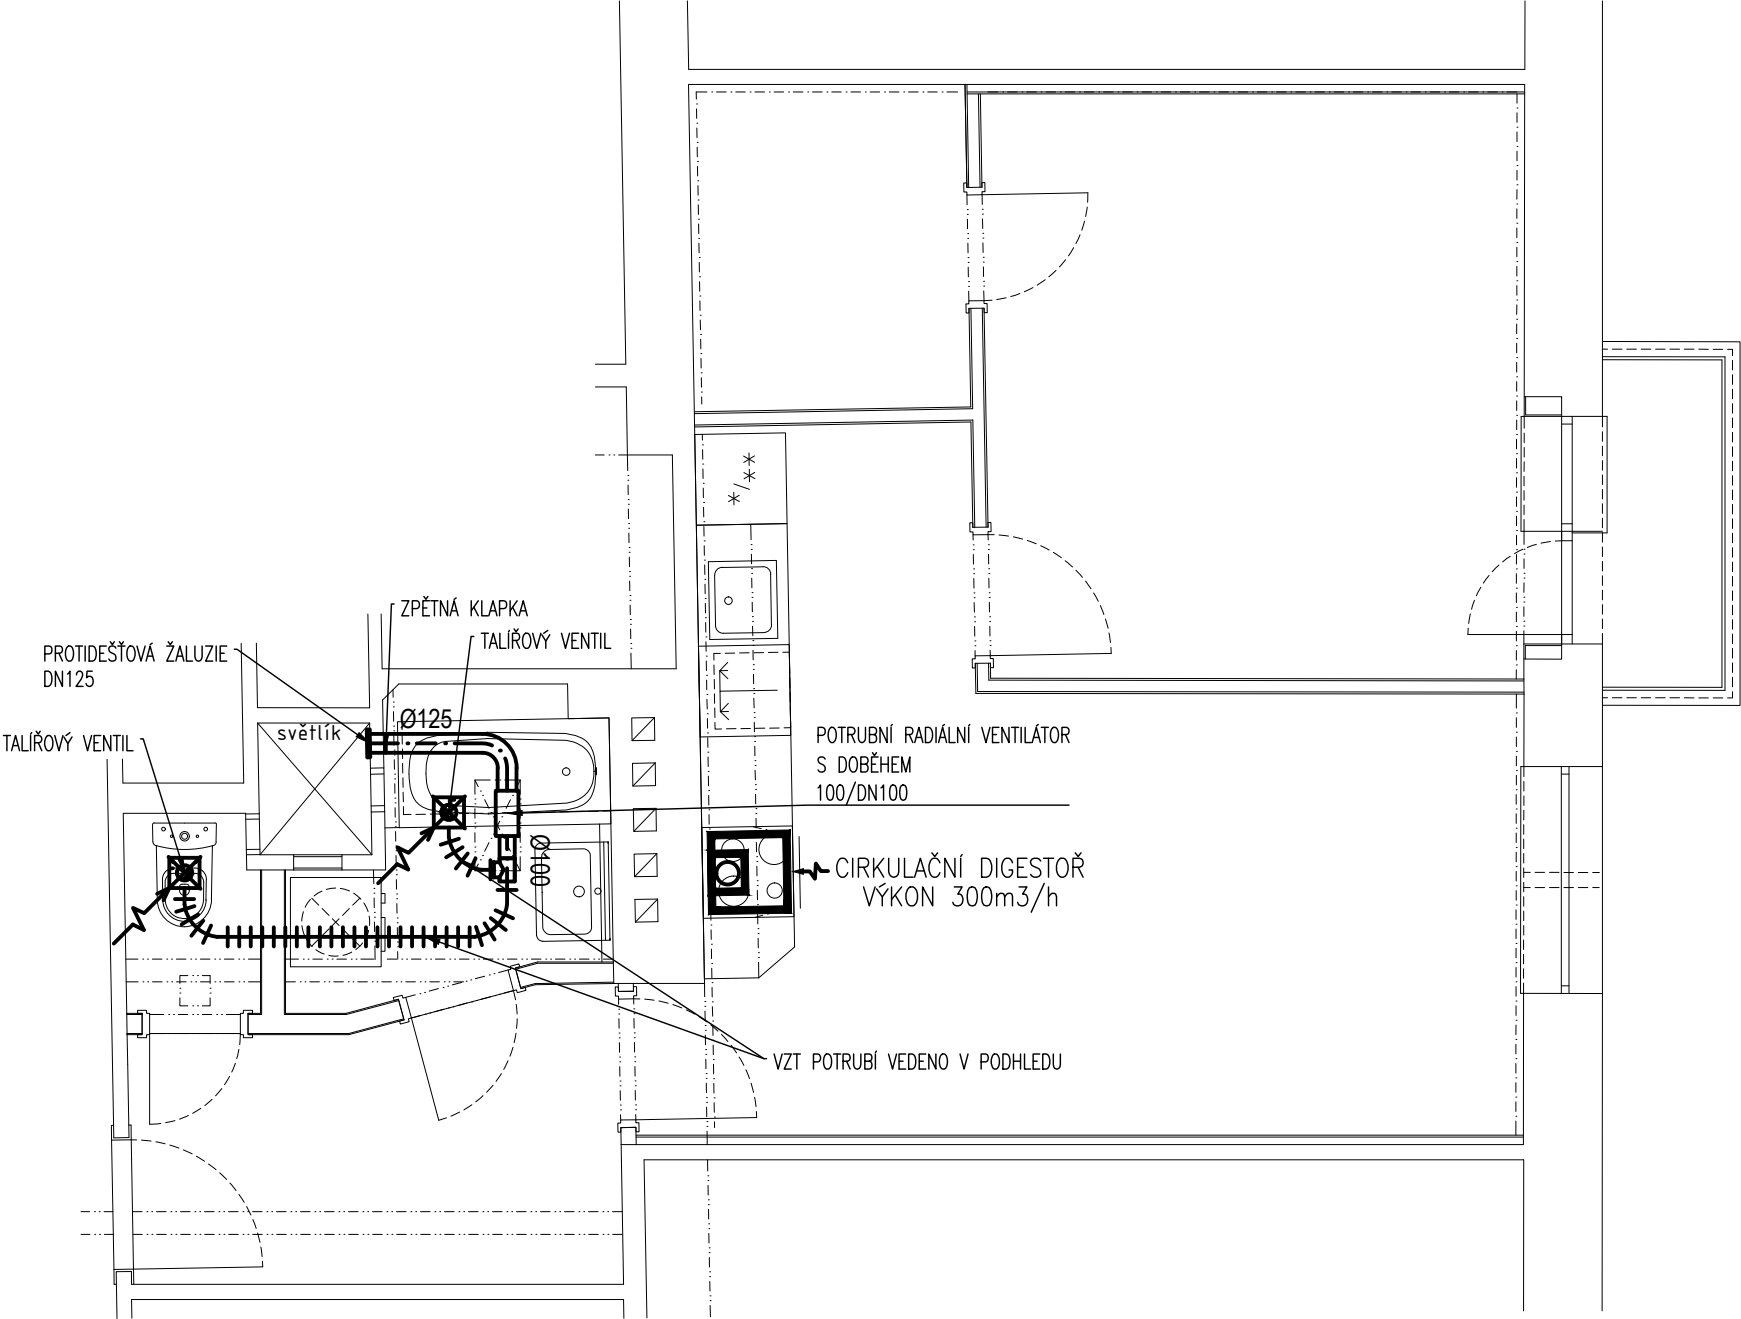 ZPĚTNÁ KLAPKA
TALÍŘOVÝ VENTIL
PROTIDEŠŤOVÁ ŽALUZIE
DN125
Ø125
světlík
TALÍŘOVÝ VENTIL
POTRUBNÍ RADIÁLNÍ VENTILÁTOR
S DOBĚHEM
100/DN100
Ø100
CIRKULAČNÍ DIGESTOŘ
VÝKON 300m3/h
VZT POTRUBÍ VEDENO V PODHLEDU
*/**